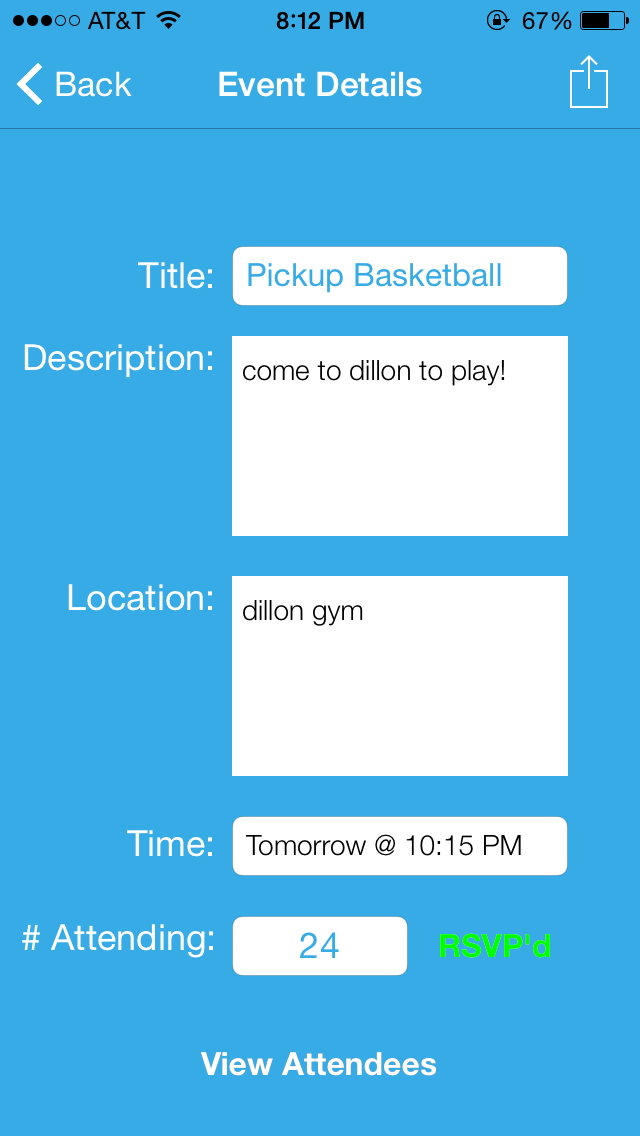 AT&T 8:12 PM 67%
Back Event Details
Title: Pickup Basketball
Description: come to dillon to play!
Location: dillon gym
Time: Tomorrow @ 10:15 PM
# Attending: 24 RSVP'd
View Attendees